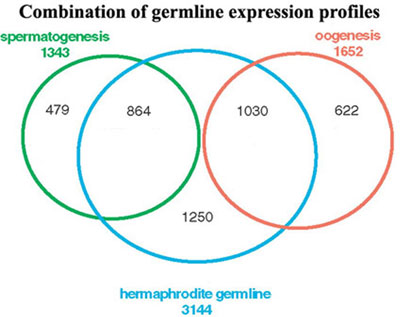 Combination of germline expression profiles
spermatogenesis
1343
oogenesis
1652
479
864
1030
622
1250
hermaphrodite germline
3144